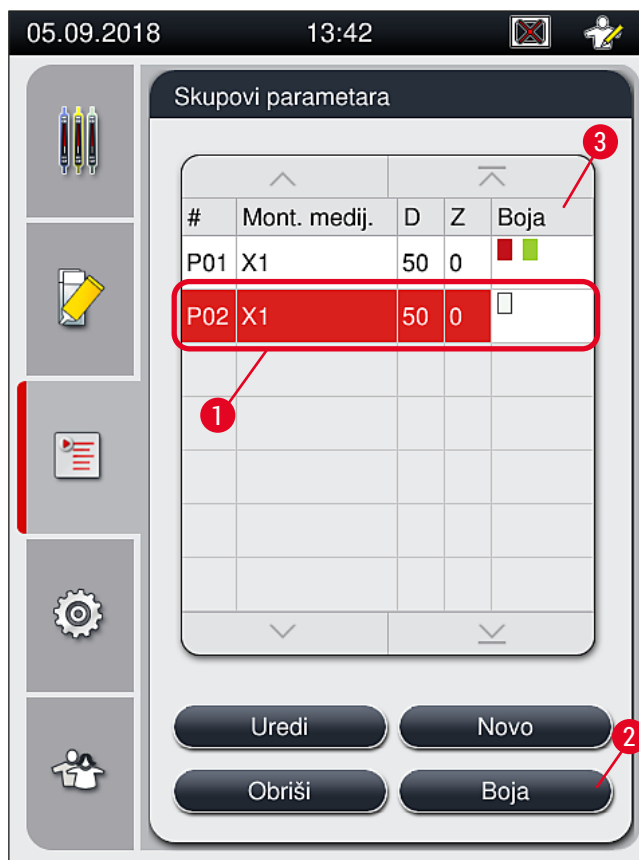 05.09.2018 13:42
Skupovi parametara
3
# Mont. medij. D Z Boja
P01 X1 50 0
P02 X1 50 0
1
Uredi Novo
2
Obriši Boja